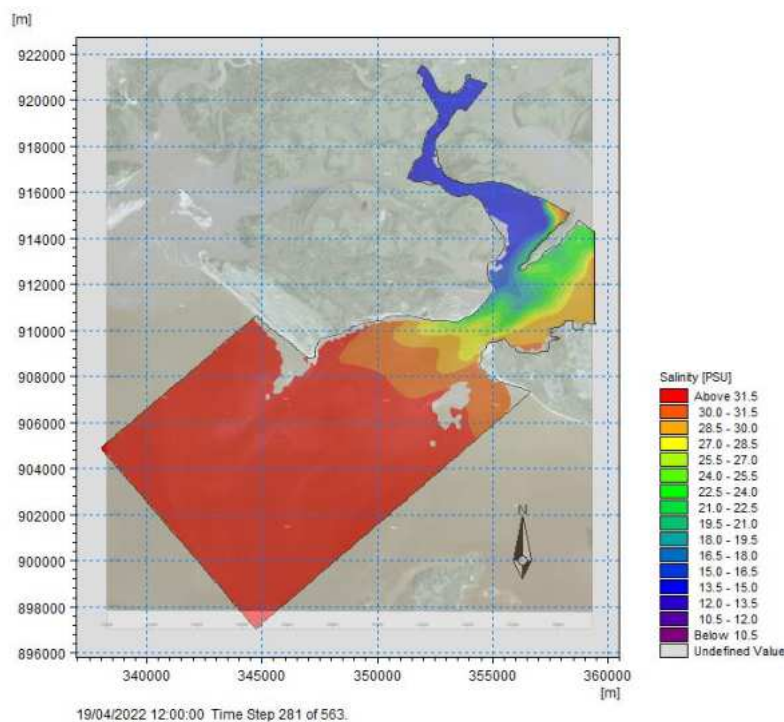 [m]
922000
920000
918000
916000
914000
912000
910000
908000
906000
904000
902000
900000
898000
896000
340000
345000
350000
355000
360000
[m]
N
Salinity [PSU]
Above 31.5
30.0 - 31.5
28.5 - 30.0
27.0 - 28.5
25.5 - 27.0
24.0 - 25.5
22.5 - 24.0
21.0 - 22.5
19.5 - 21.0
18.0 - 19.5
16.5 - 18.0
15.0 - 16.5
13.5 - 15.0
12.0 - 13.5
10.5 - 12.0
Below 10.5
Undefined Value
19/04/2022 12:00:00 Time Step 281 of 563.